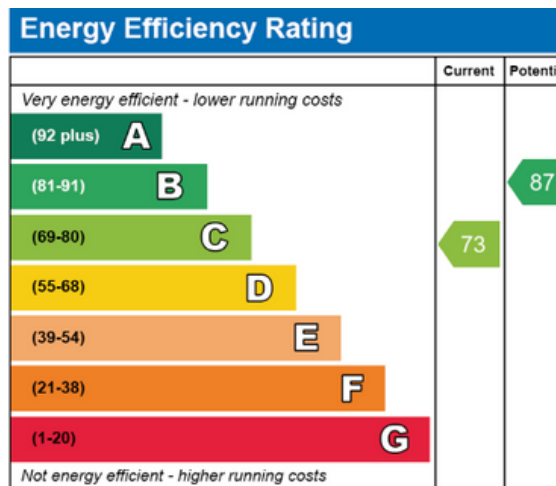 Energy Efficiency Rating
Current Potenti
Very energy efficient - lower running costs
(92 plus) A
(81-91) B
87
(69-80) C
73
(55-68) D
(39-54) E
(21-38) F
(1-20) G
Not energy efficient - higher running costs